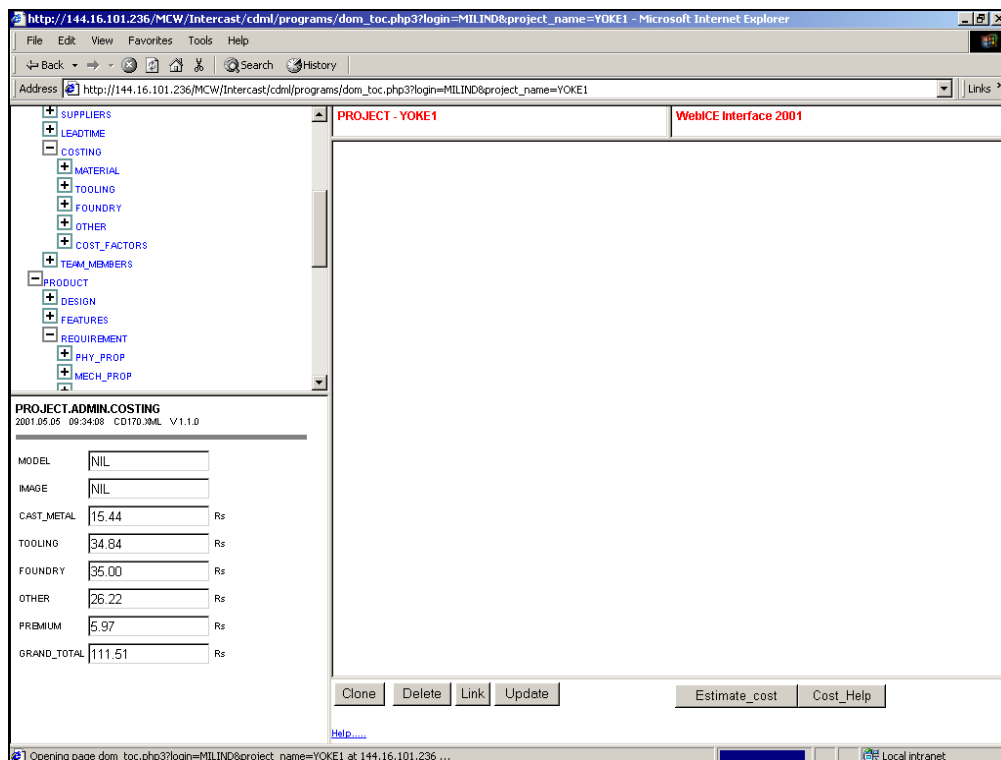 http://144.16.101.236/MCW/Intercast/cdml/programs/dom_toc.php3?login=MILIND&project_name=YOKE1 - Microsoft Internet Explorer
File Edit View Favorites Tools Help
Back Search History
Address http://144.16.101.236/MCW/Intercast/cdml/programs/dom_toc.php3?login=MILIND&project_name=YOKE1 Links »
SUPPLIERS
LEADTIME
COSTING
MATERIAL
TOOLING
FOUNDRY
OTHER
COST_FACTORS
TEAM_MEMBERS
PRODUCT
DESIGN
FEATURES
REQUIREMENT
PHY_PROP
MECH_PROP
PROJECT - YOKE1 WebICE Interface 2001
PROJECT.ADMIN.COSTING
2001.05.05 09:34:08 CD170.XML V1.1.0
MODEL NIL
IMAGE NIL
CAST_METAL 15.44 Rs
TOOLING 34.84 Rs
FOUNDRY 35.00 Rs
OTHER 26.22 Rs
PREMIUM 5.97 Rs
GRAND_TOTAL 111.51 Rs
Clone Delete Link Update Estimate_cost Cost_Help
Help.....
Opening page dom_toc.php3?login=MILIND&project_name=YOKE1 at 144.16.101.236 ... Local intranet